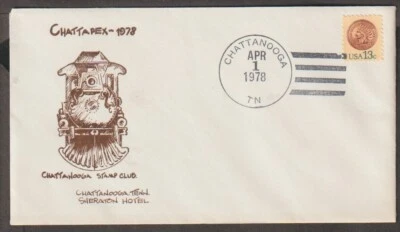 CHATTAPEX-1978
CHATTANOOGA STAMP CLUB.
CHATTANOOGA TENN.
SHERATON HOTEL
CHATTANOOGA
APR
1
1978
TN
USA 13c